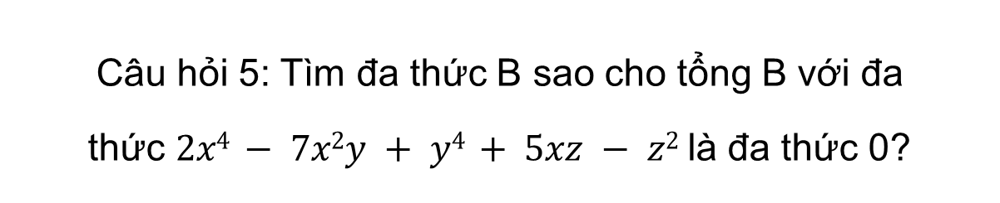 Câu hỏi 5: Tìm đa thức B sao cho tổng B với đa
thức 2x⁴ − 7x²y + y⁴ + 5xz − z² là đa thức 0?